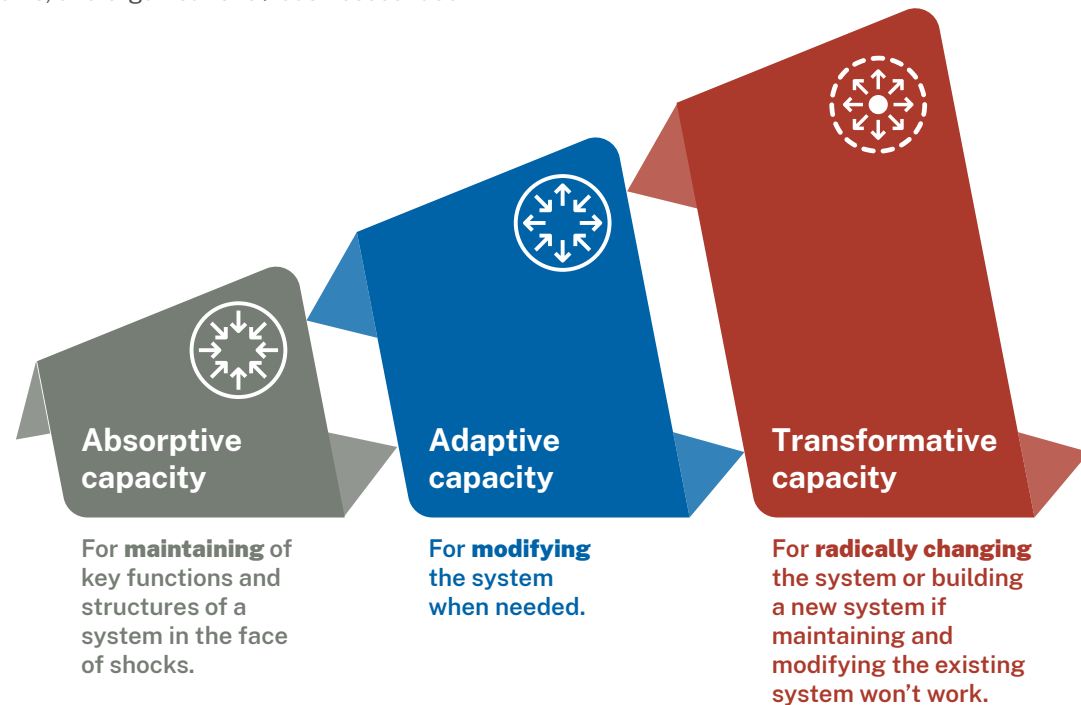 Absorptive
capacity
For maintaining of
key functions and
structures of a
system in the face
of shocks.
Adaptive
capacity
For modifying
the system
when needed.
Transformative
capacity
For radically changing
the system or building
a new system if
maintaining and
modifying the existing
system won’t work.